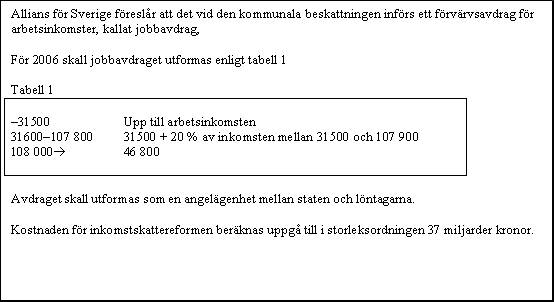 Allians för Sverige föreslår att det vid den kommunala beskattningen införs ett förvärvsavdrag för
arbetsinkomster, kallat jobbavdrag,
För 2006 skall jobbavdraget utformas enligt tabell 1
Tabell 1
–31500 Upp till arbetsinkomsten
31600–107 800 31500 + 20 % av inkomsten mellan 31500 och 107 900
108 000→ 46 800
Avdraget skall utformas som en angelägenhet mellan staten och löntagarna.
Kostnaden för inkomstskattereformen beräknas uppgå till i storleksordningen 37 miljarder kronor.